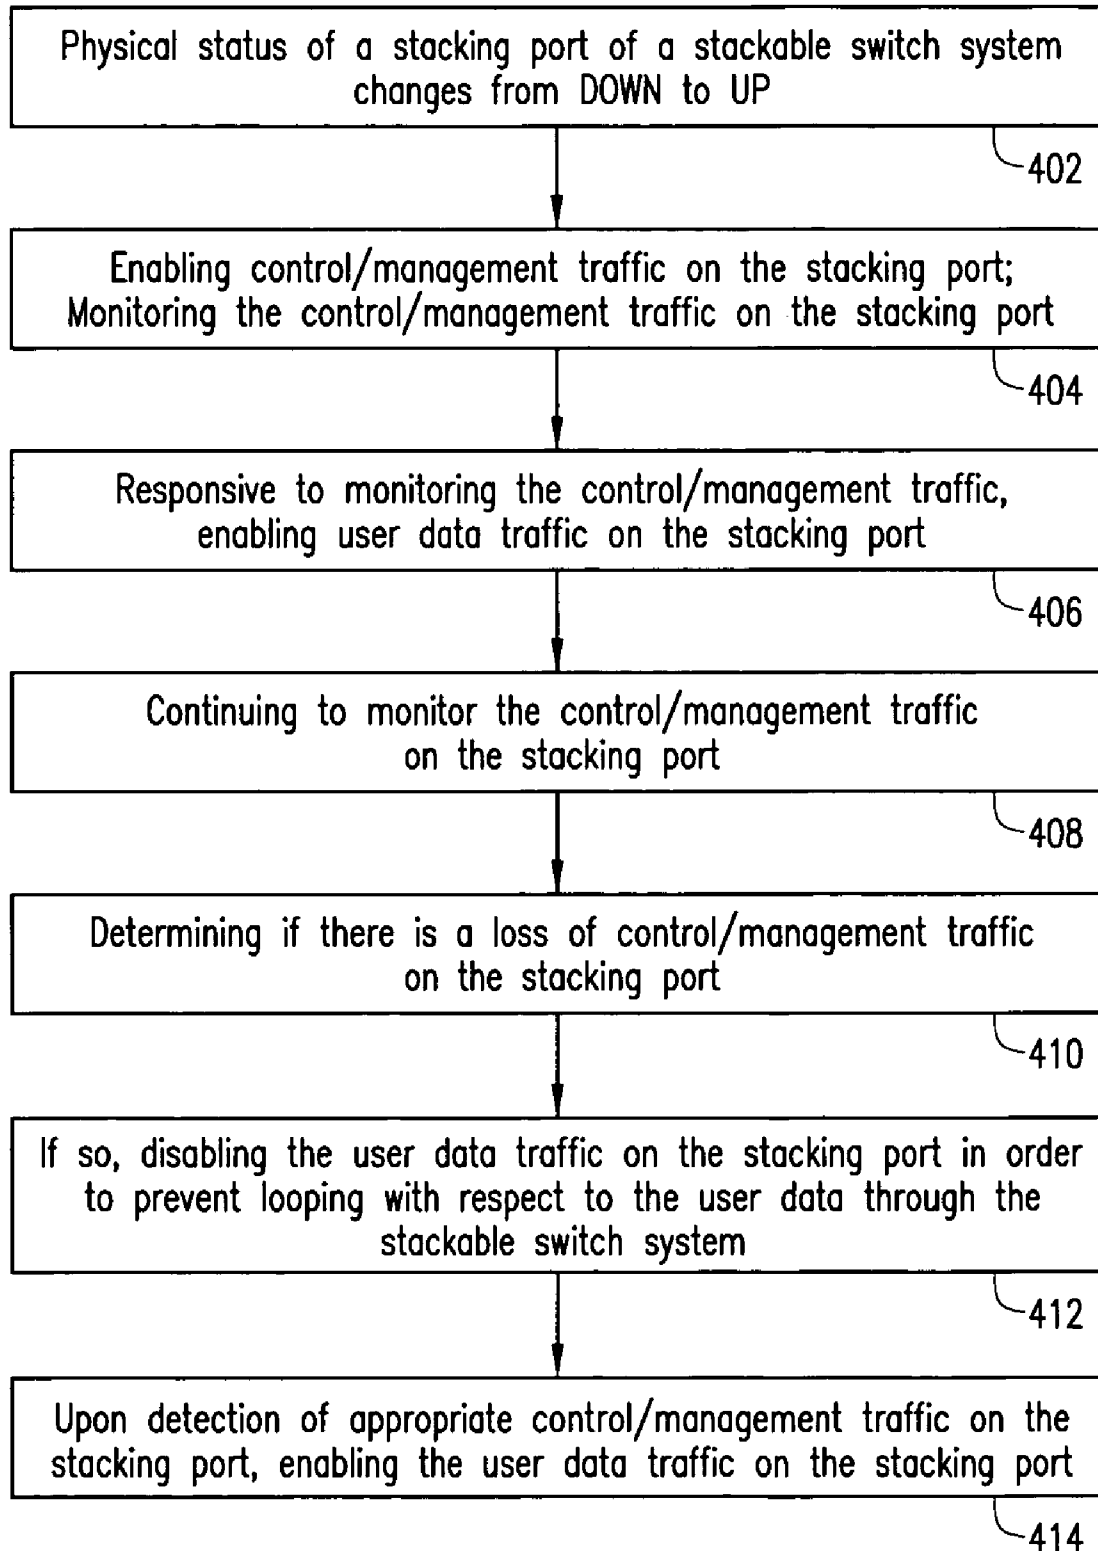 Physical status of a stacking port of a stackable switch system
changes from DOWN to UP
402
Enabling control/management traffic on the stacking port;
Monitoring the control/management traffic on the stacking port
404
Responsive to monitoring the control/management traffic,
enabling user data traffic on the stacking port
406
Continuing to monitor the control/management traffic
on the stacking port
408
Determining if there is a loss of control/management traffic
on the stacking port
410
If so, disabling the user data traffic on the stacking port in order
to prevent looping with respect to the user data through the
stackable switch system
412
Upon detection of appropriate control/management traffic on the
stacking port, enabling the user data traffic on the stacking port
414